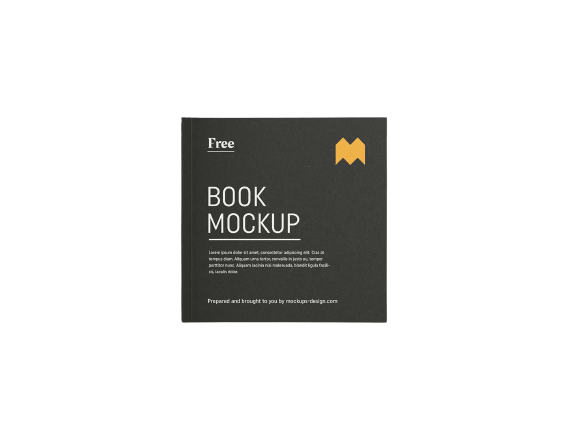 Free
BOOK
MOCKUP
Lorem ipsum dolor sit amet, consectetur adipiscing elit. Cras at
tempus diam. Aliquam urna tortor, convallis in justo eu, tempor
porttitor nunc. Aliquam lacinia nisi malesuada, blandit ligula facili-
sis, iaculis dolor.
Prepared and brought to you by mockups-design.com